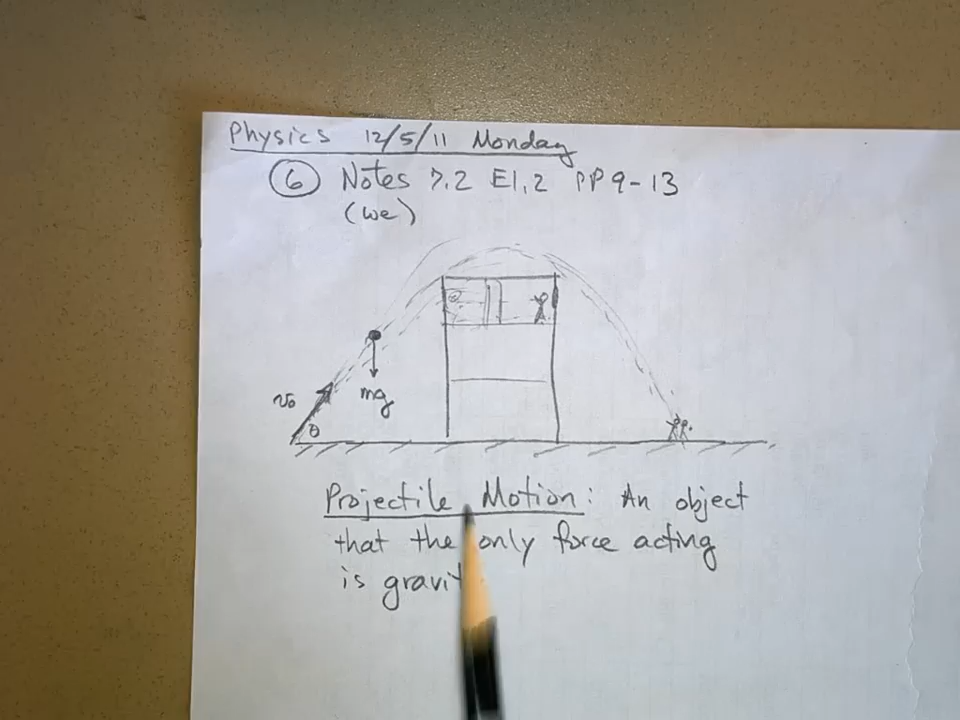 Physics 12/5/11 Monday
6 Notes 7.2 E1,2 PP 9-13
(we)
mg
v₀
θ
Projectile Motion: An object
that the only force acting
is gravit